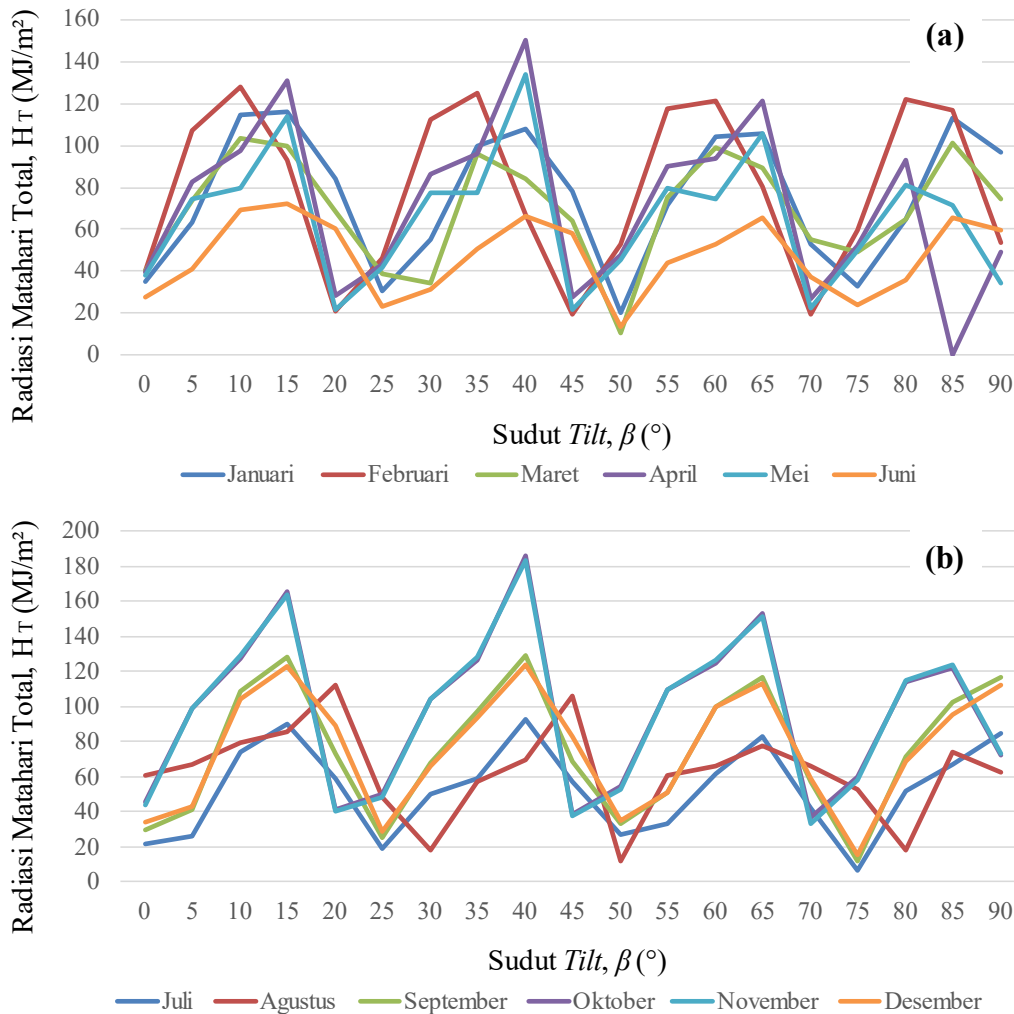 (a)
Radiasi Matahari Total, H T (MJ/m²)
160
140
120
100
80
60
40
20
0
0 5 10 15 20 25 30 35 40 45 50 55 60 65 70 75 80 85 90
Sudut Tilt, β (°)
Januari Februari Maret April Mei Juni
(b)
Radiasi Matahari Total, H T (MJ/m²)
200
180
160
140
120
100
80
60
40
20
0
0 5 10 15 20 25 30 35 40 45 50 55 60 65 70 75 80 85 90
Sudut Tilt, β (°)
Juli Agustus September Oktober November Desember